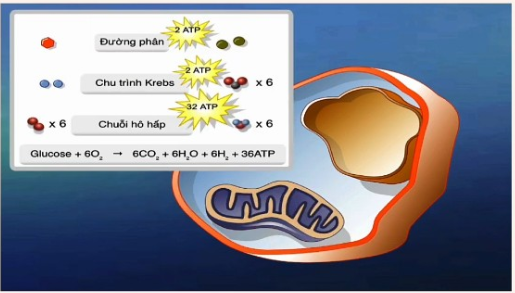 2 ATP
Đường phân
2 ATP
Chu trình Krebs
x 6
32 ATP
x 6
Chuỗi hô hấp
x 6
Glucose + 6O₂ → 6CO₂ + 6H₂O + 6H₂ + 36ATP